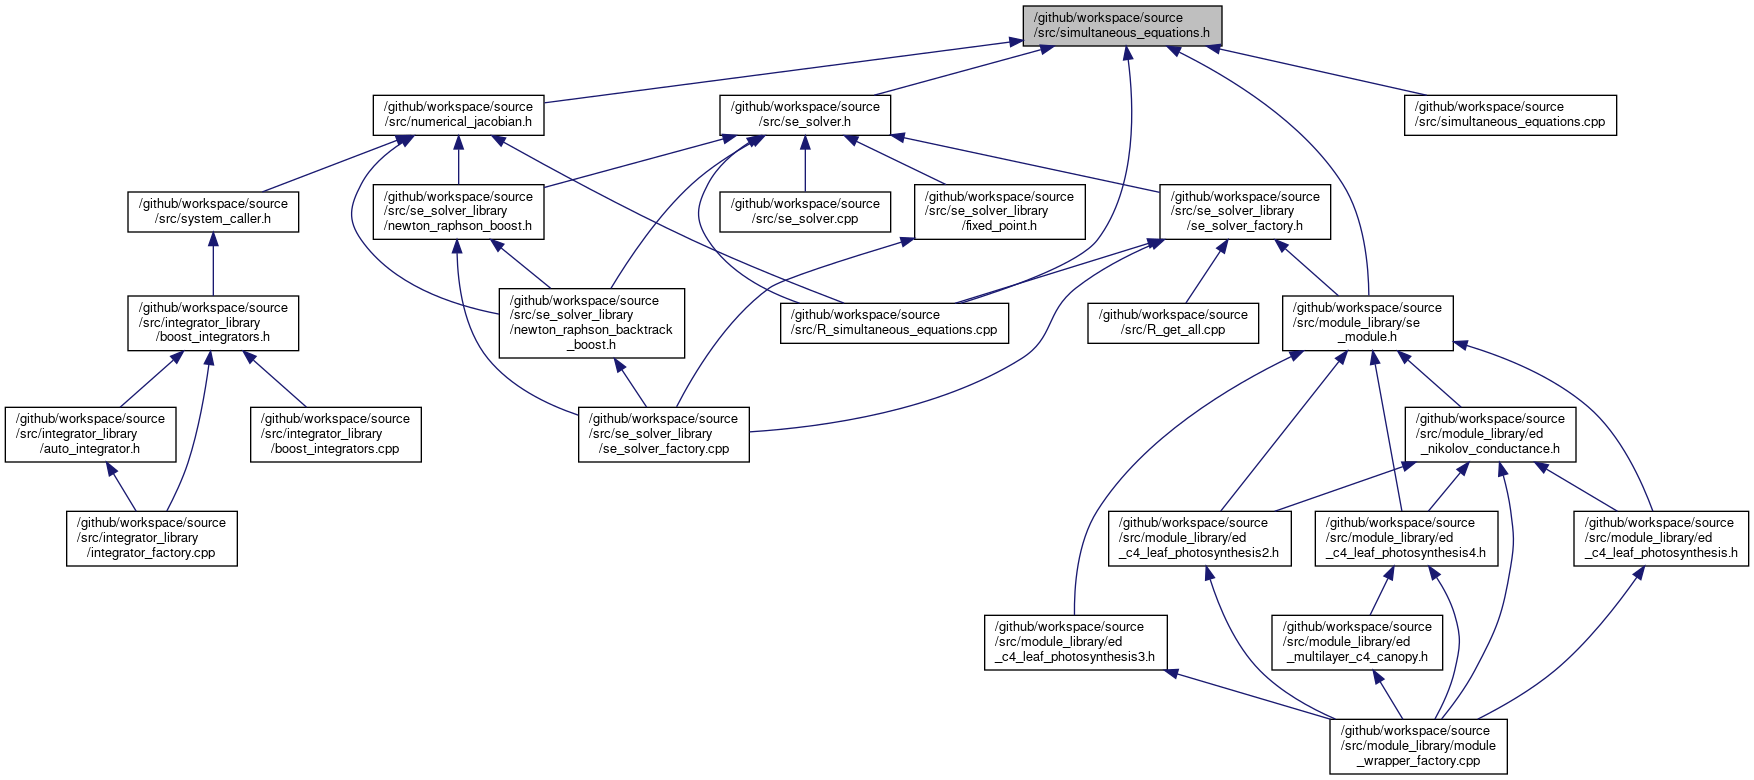 /github/workspace/source
/src/simultaneous_equations.h
/github/workspace/source
/src/numerical_jacobian.h
/github/workspace/source
/src/se_solver.h
/github/workspace/source
/src/simultaneous_equations.cpp
/github/workspace/source
/src/system_caller.h
/github/workspace/source
/src/se_solver_library
/newton_raphson_boost.h
/github/workspace/source
/src/se_solver.cpp
/github/workspace/source
/src/se_solver_library
/fixed_point.h
/github/workspace/source
/src/se_solver_library
/se_solver_factory.h
/github/workspace/source
/src/integrator_library
/boost_integrators.h
/github/workspace/source
/src/se_solver_library
/newton_raphson_backtrack
_boost.h
/github/workspace/source
/src/R_simultaneous_equations.cpp
/github/workspace/source
/src/R_get_all.cpp
/github/workspace/source
/src/module_library/se
_module.h
/github/workspace/source
/src/integrator_library
/auto_integrator.h
/github/workspace/source
/src/integrator_library
/boost_integrators.cpp
/github/workspace/source
/src/se_solver_library
/se_solver_factory.cpp
/github/workspace/source
/src/module_library/ed
_nikolov_conductance.h
/github/workspace/source
/src/integrator_library
/integrator_factory.cpp
/github/workspace/source
/src/module_library/ed
_c4_leaf_photosynthesis2.h
/github/workspace/source
/src/module_library/ed
_c4_leaf_photosynthesis4.h
/github/workspace/source
/src/module_library/ed
_c4_leaf_photosynthesis.h
/github/workspace/source
/src/module_library/ed
_c4_leaf_photosynthesis3.h
/github/workspace/source
/src/module_library/ed
_multilayer_c4_canopy.h
/github/workspace/source
/src/module_library/module
_wrapper_factory.cpp